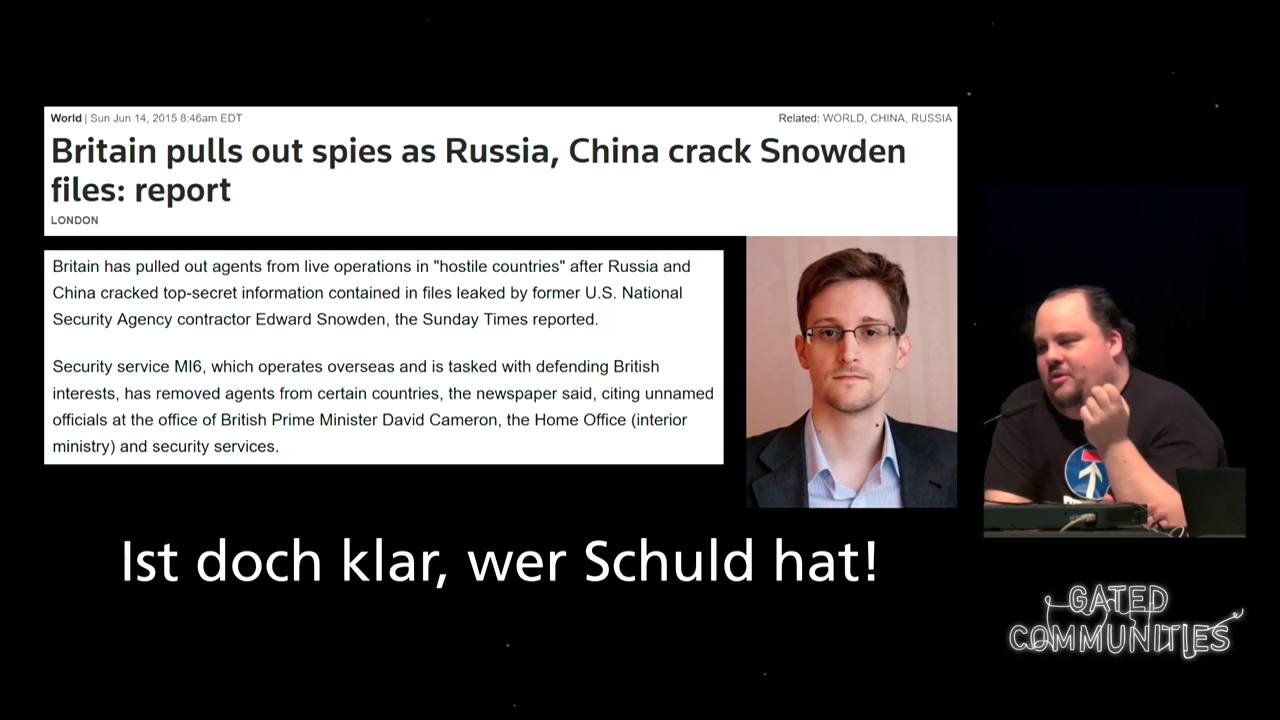 World | Sun Jun 14, 2015 8:46am EDT
Related: WORLD, CHINA, RUSSIA
Britain pulls out spies as Russia, China crack Snowden
files: report
LONDON
Britain has pulled out agents from live operations in "hostile countries" after Russia and
China cracked top-secret information contained in files leaked by former U.S. National
Security Agency contractor Edward Snowden, the Sunday Times reported.
Security service MI6, which operates overseas and is tasked with defending British
interests, has removed agents from certain countries, the newspaper said, citing unnamed
officials at the office of British Prime Minister David Cameron, the Home Office (interior
ministry) and security services.
Ist doch klar, wer Schuld hat!
GATED
COMMUNITIES